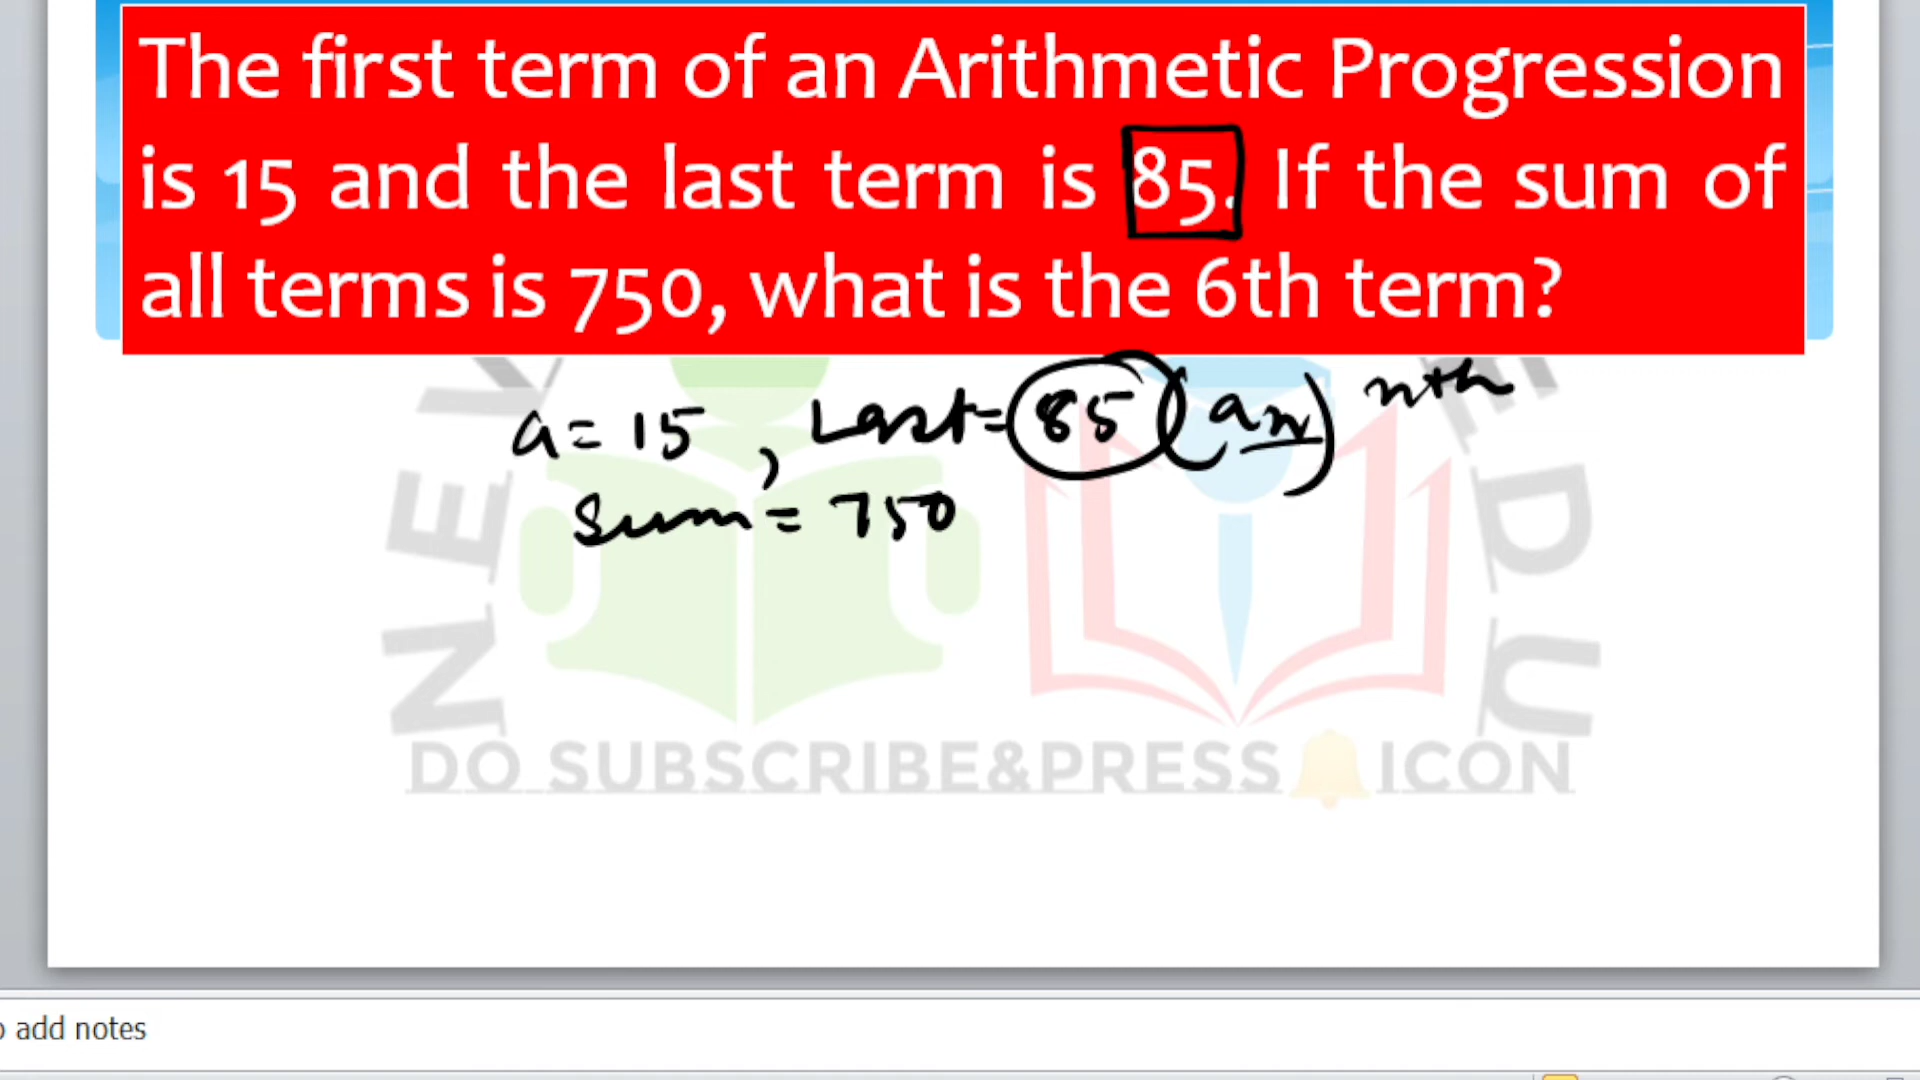 The first term of an Arithmetic Progression
is 15 and the last term is 85. If the sum of
all terms is 750, what is the 6th term?
a = 15 , Last = 85 (an) nth
Sum = 750
NEK
EDU
DO SUBSCRIBE&PRESS ICON
o add notes